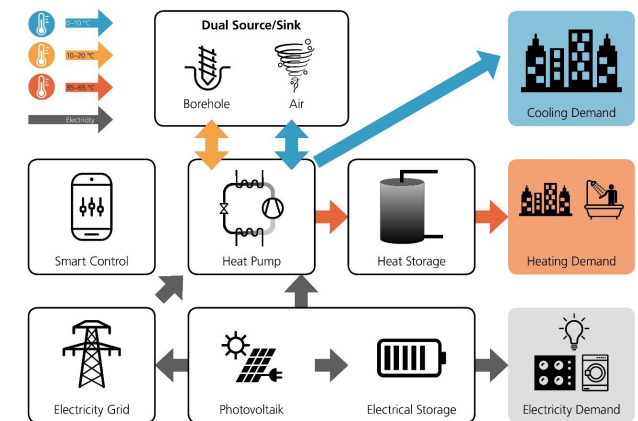 0–10 °C
10–20 °C
35–65 °C
Electricity
Dual Source/Sink
Borehole
Air
Cooling Demand
Smart Control
Heat Pump
Heat Storage
Heating Demand
Electricity Grid
Photovoltaik
Electrical Storage
Electricity Demand